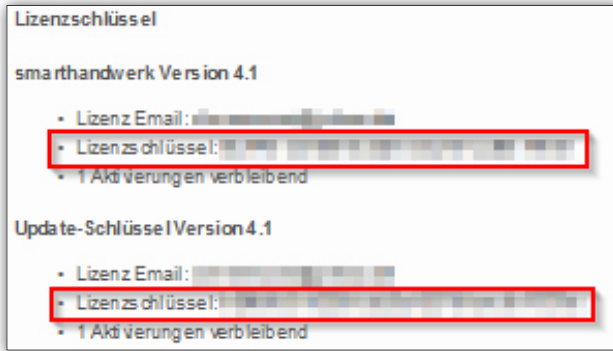 Lizenzschlüssel
smarthandwerk Version 4.1
• Lizenz Email:
• Lizenzschlüssel:
• 1 Aktivierungen verbleibend
Update-Schlüssel Version 4.1
• Lizenz Email:
• Lizenzschlüssel:
• 1 Aktivierungen verbleibend